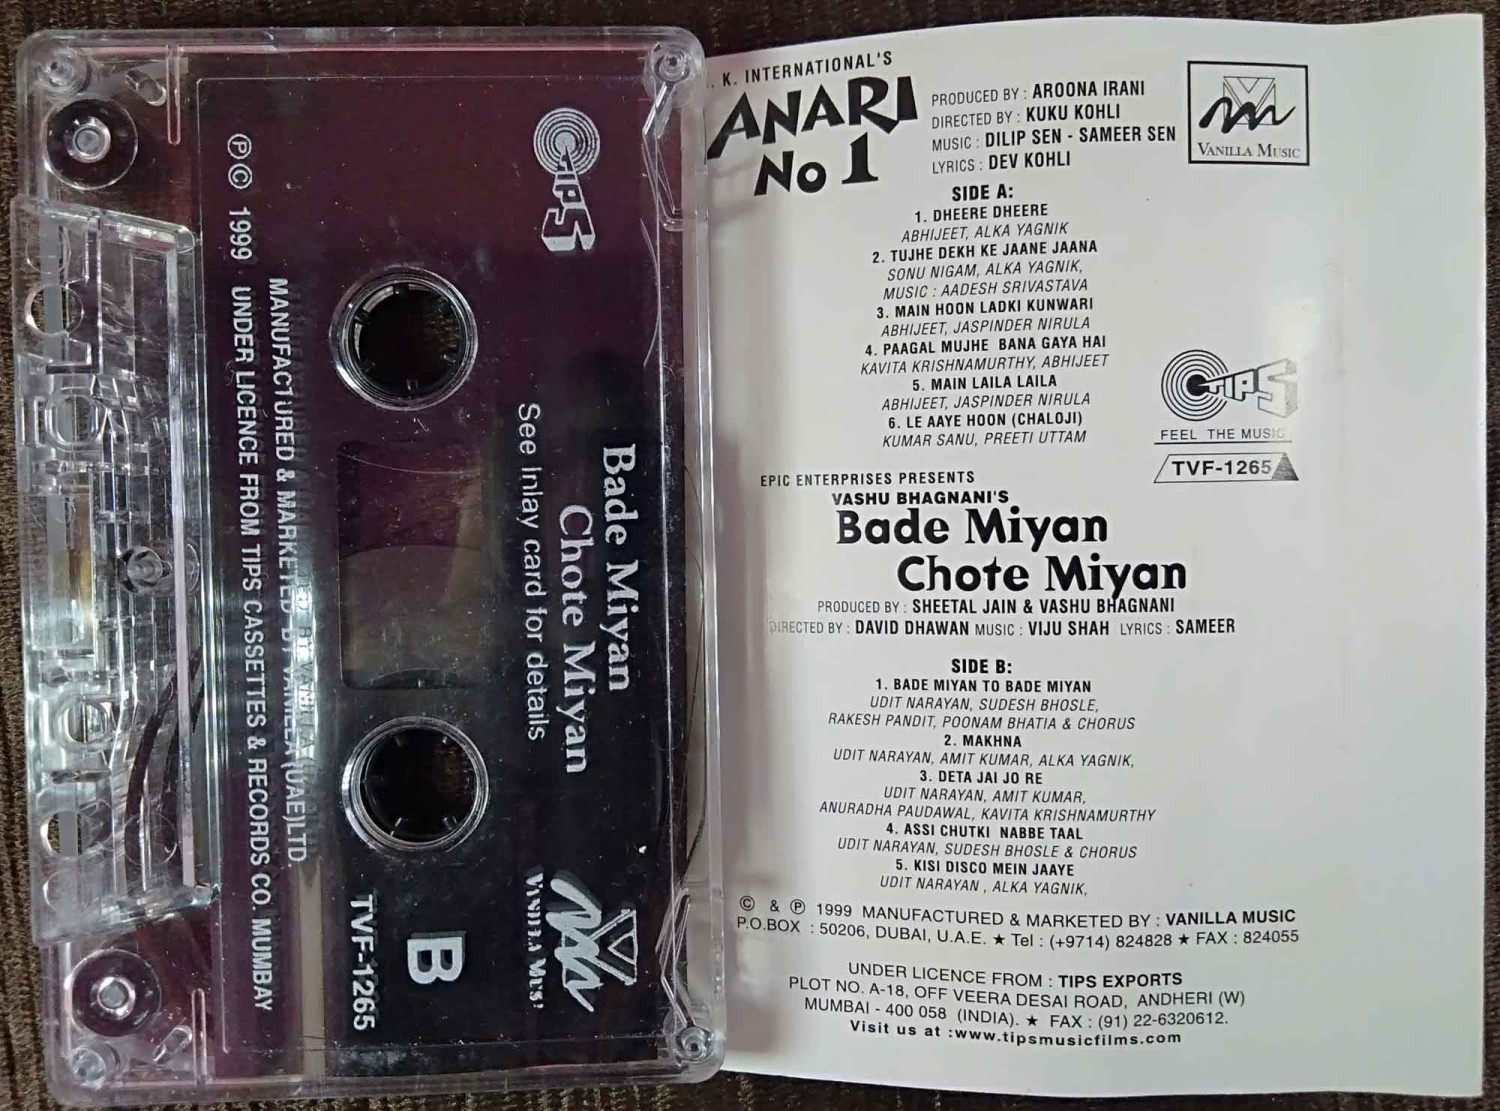 TIPS
℗ © 1999 UNDER LICENCE FROM TIPS CASSETTES & RECORDS CO. MUMBAY
MANUFACTURED & MARKETED BY VANILLA (UAE) LTD
Bade Miyan
Chote Miyan
See Inlay card for details
VANILLA MUSI
B
TVF-1265
K. INTERNATIONAL'S
ANARI
No 1
PRODUCED BY : AROONA IRANI
DIRECTED BY : KUKU KOHLI
MUSIC : DILIP SEN - SAMEER SEN
LYRICS : DEV KOHLI
VANILLA MUSIC
SIDE A:
1. DHEERE DHEERE
ABHIJEET, ALKA YAGNIK
2. TUJHE DEKH KE JAANE JAANA
SONU NIGAM, ALKA YAGNIK,
MUSIC : AADESH SRIVASTAVA
3. MAIN HOON LADKI KUNWARI
ABHIJEET, JASPINDER NIRULA
4. PAAGAL MUJHE BANA GAYA HAI
KAVITA KRISHNAMURTHY, ABHIJEET
5. MAIN LAILA LAILA
ABHIJEET, JASPINDER NIRULA
6. LE AAYE HOON (CHALOJI)
KUMAR SANU, PREETI UTTAM
TIPS
FEEL THE MUSIC
TVF-1265
EPIC ENTERPRISES PRESENTS
VASHU BHAGNANI'S
Bade Miyan
Chote Miyan
PRODUCED BY : SHEETAL JAIN & VASHU BHAGNANI
DIRECTED BY : DAVID DHAWAN MUSIC : VIJU SHAH LYRICS : SAMEER
SIDE B:
1. BADE MIYAN TO BADE MIYAN
UDIT NARAYAN, SUDESH BHOSLE,
RAKESH PANDIT, POONAM BHATIA & CHORUS
2. MAKHNA
UDIT NARAYAN, AMIT KUMAR, ALKA YAGNIK,
3. DETA JAI JO RE
UDIT NARAYAN, AMIT KUMAR,
ANURADHA PAUDAWAL, KAVITA KRISHNAMURTHY
4. ASSI CHUTKI NABBE TAAL
UDIT NARAYAN, SUDESH BHOSLE & CHORUS
5. KISI DISCO MEIN JAAYE
UDIT NARAYAN , ALKA YAGNIK,
© & ℗ 1999 MANUFACTURED & MARKETED BY : VANILLA MUSIC
P.O.BOX : 50206, DUBAI, U.A.E. ★ Tel : (+9714) 824828 ★ FAX : 824055
UNDER LICENCE FROM : TIPS EXPORTS
PLOT NO. A-18, OFF VEERA DESAI ROAD, ANDHERI (W)
MUMBAI - 400 058 (INDIA). ★ FAX : (91) 22-6320612.
Visit us at :www.tipsmusicfilms.com